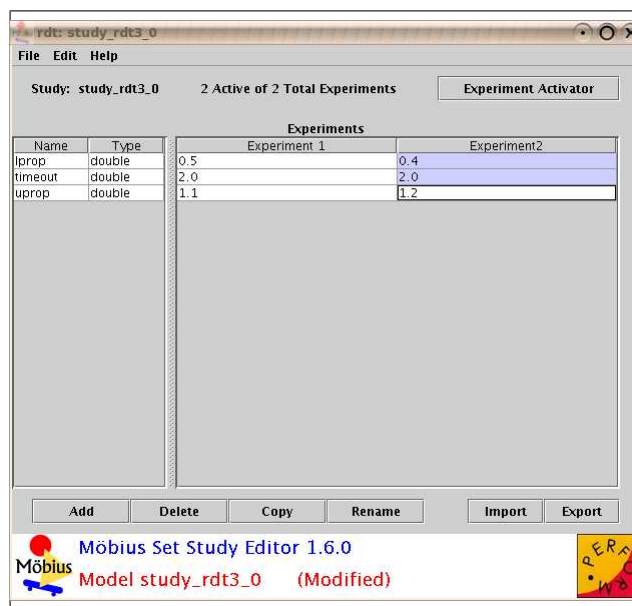 rdt: study_rdt3_0
File Edit Help
Study: study_rdt3_0 2 Active of 2 Total Experiments Experiment Activator
Experiments
Name Type Experiment 1 Experiment2
lprop double 0.5 0.4
timeout double 2.0 2.0
uprop double 1.1 1.2
Add Delete Copy Rename Import Export
Möbius Set Study Editor 1.6.0
Möbius
Model study_rdt3_0 (Modified)
PERFORM